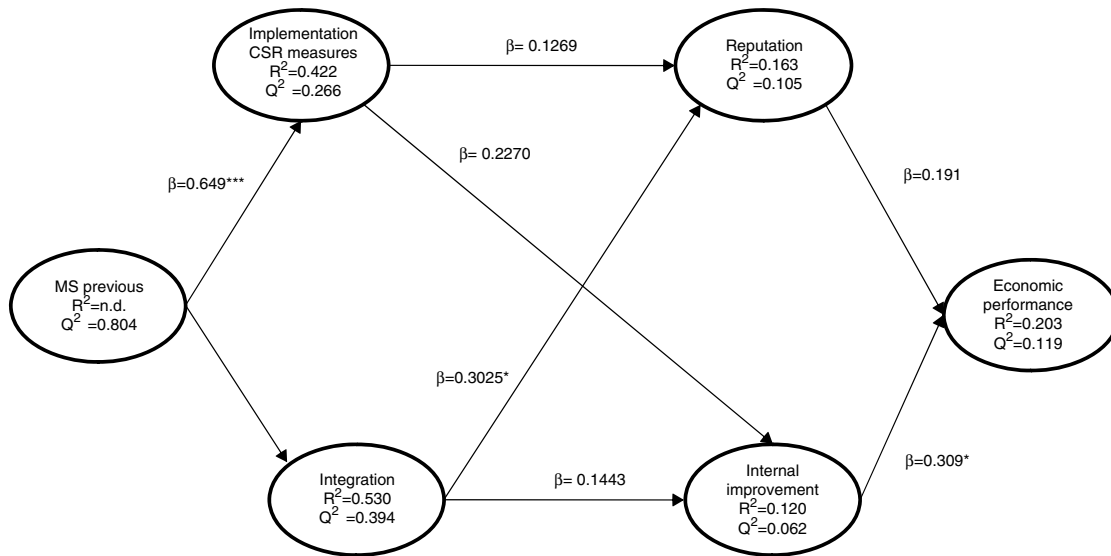 Implementation
CSR measures
R²=0.422
Q² =0.266
β= 0.1269
Reputation
R²=0.163
Q² =0.105
β= 0.2270
β=0.649***
β=0.191
MS previous
R²=n.d.
Q² =0.804
Economic
performance
R²=0.203
Q² =0.119
β=0.3025*
Integration
R²=0.530
Q² =0.394
β= 0.1443
Internal
improvement
R²=0.120
Q² =0.062
β=0.309*